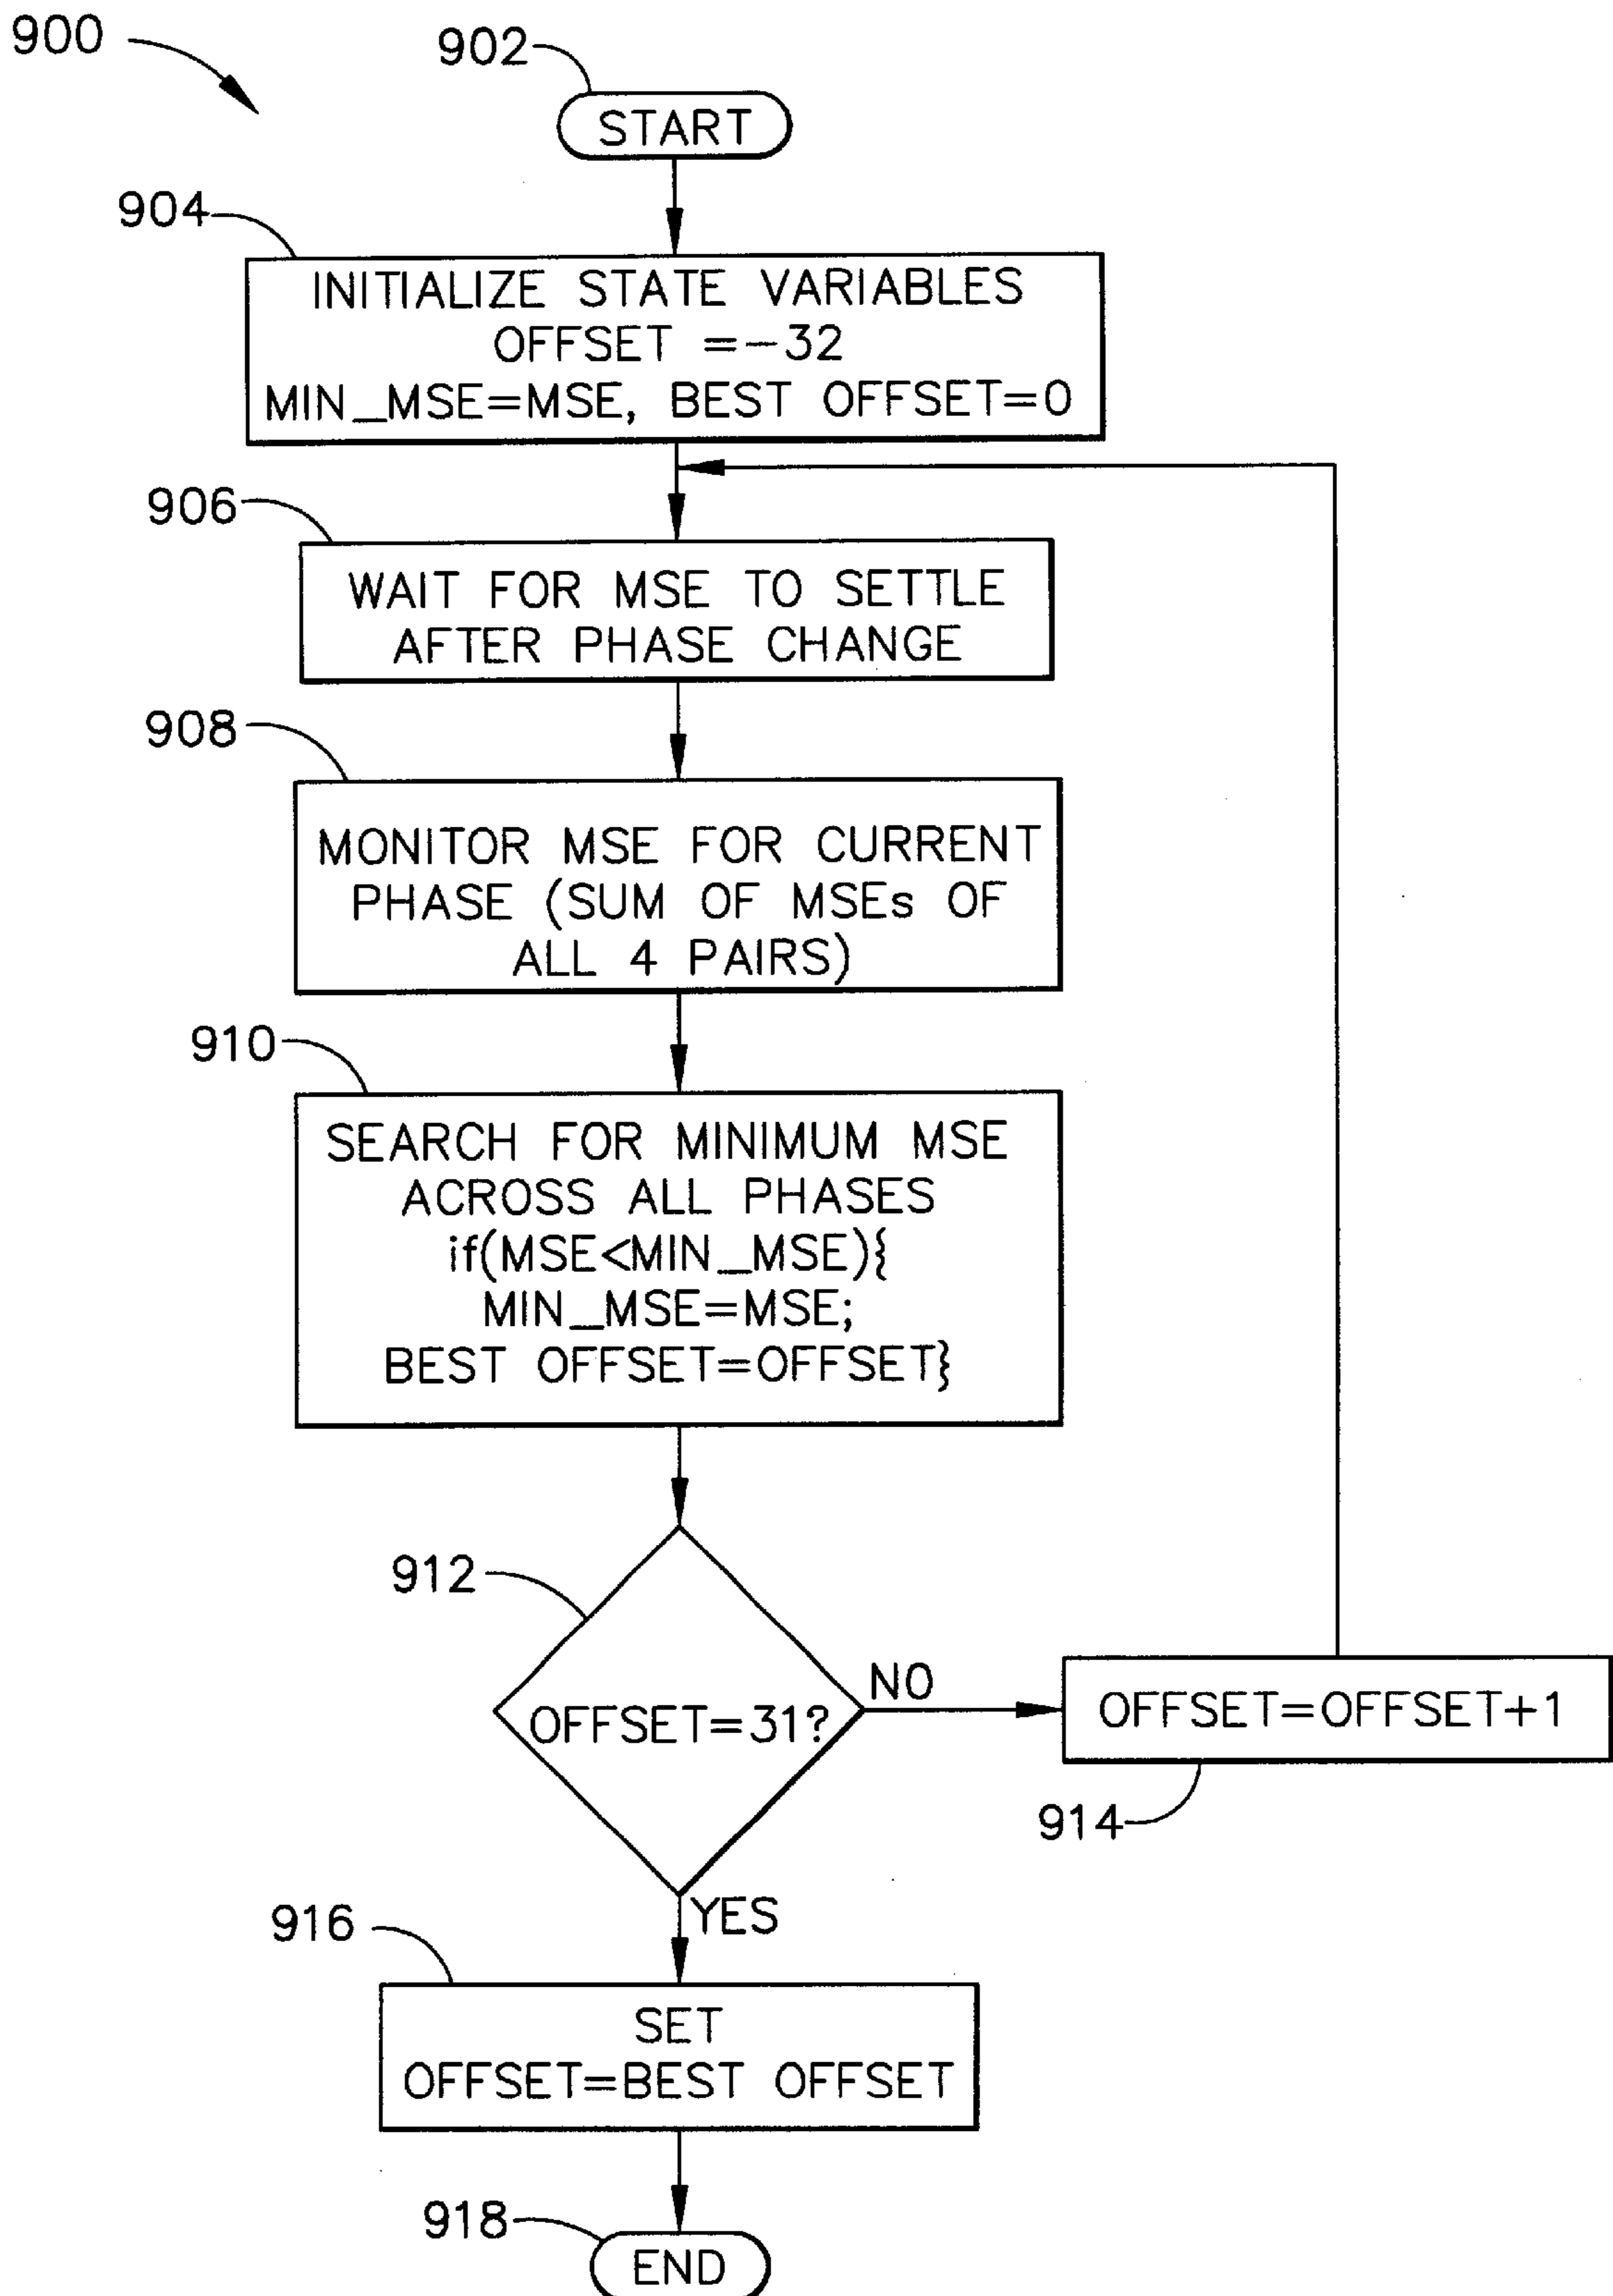 900
902
START
904
INITIALIZE STATE VARIABLES
OFFSET =-32
MIN_MSE=MSE, BEST OFFSET=0
906
WAIT FOR MSE TO SETTLE
AFTER PHASE CHANGE
908
MONITOR MSE FOR CURRENT
PHASE (SUM OF MSEs OF
ALL 4 PAIRS)
910
SEARCH FOR MINIMUM MSE
ACROSS ALL PHASES
if(MSE<MIN_MSE){
MIN_MSE=MSE;
BEST OFFSET=OFFSET}
912
OFFSET=31?
NO
OFFSET=OFFSET+1
914
YES
916
SET
OFFSET=BEST OFFSET
918
END